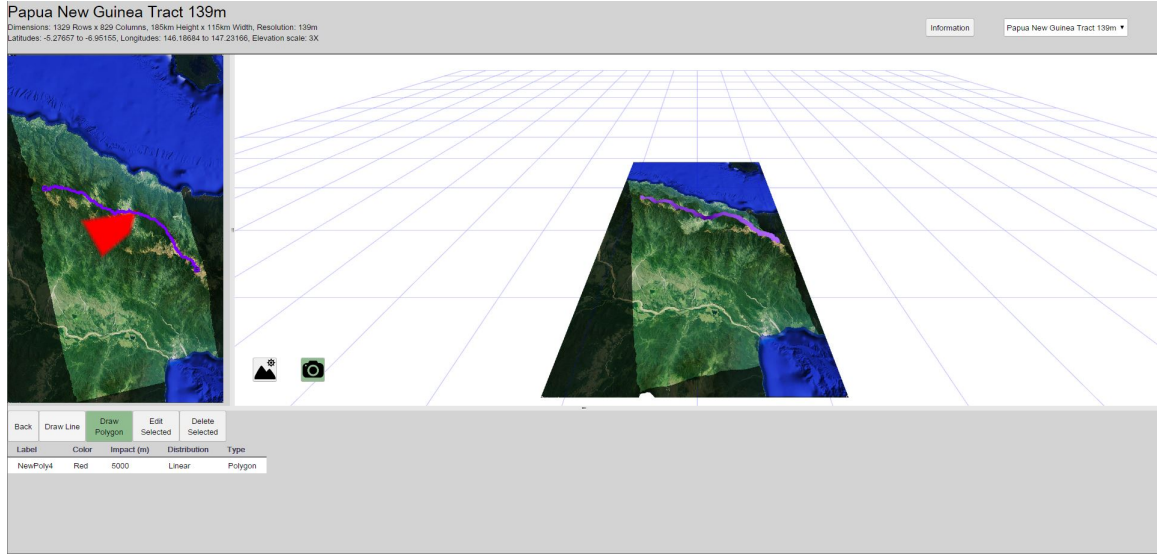 Papua New Guinea Tract 139m
Dimensions: 1329 Rows x 829 Columns, 185km Height x 115km Width, Resolution: 139m
Latitudes: -5.27657 to -6.95155, Longitudes: 146.18684 to 147.23166, Elevation scale: 3X
Information
Papua New Guinea Tract 139m
Back
Draw Line
Draw
Polygon
Edit
Selected
Delete
Selected
Label Color Impact (m) Distribution Type
NewPoly4 Red 5000 Linear Polygon